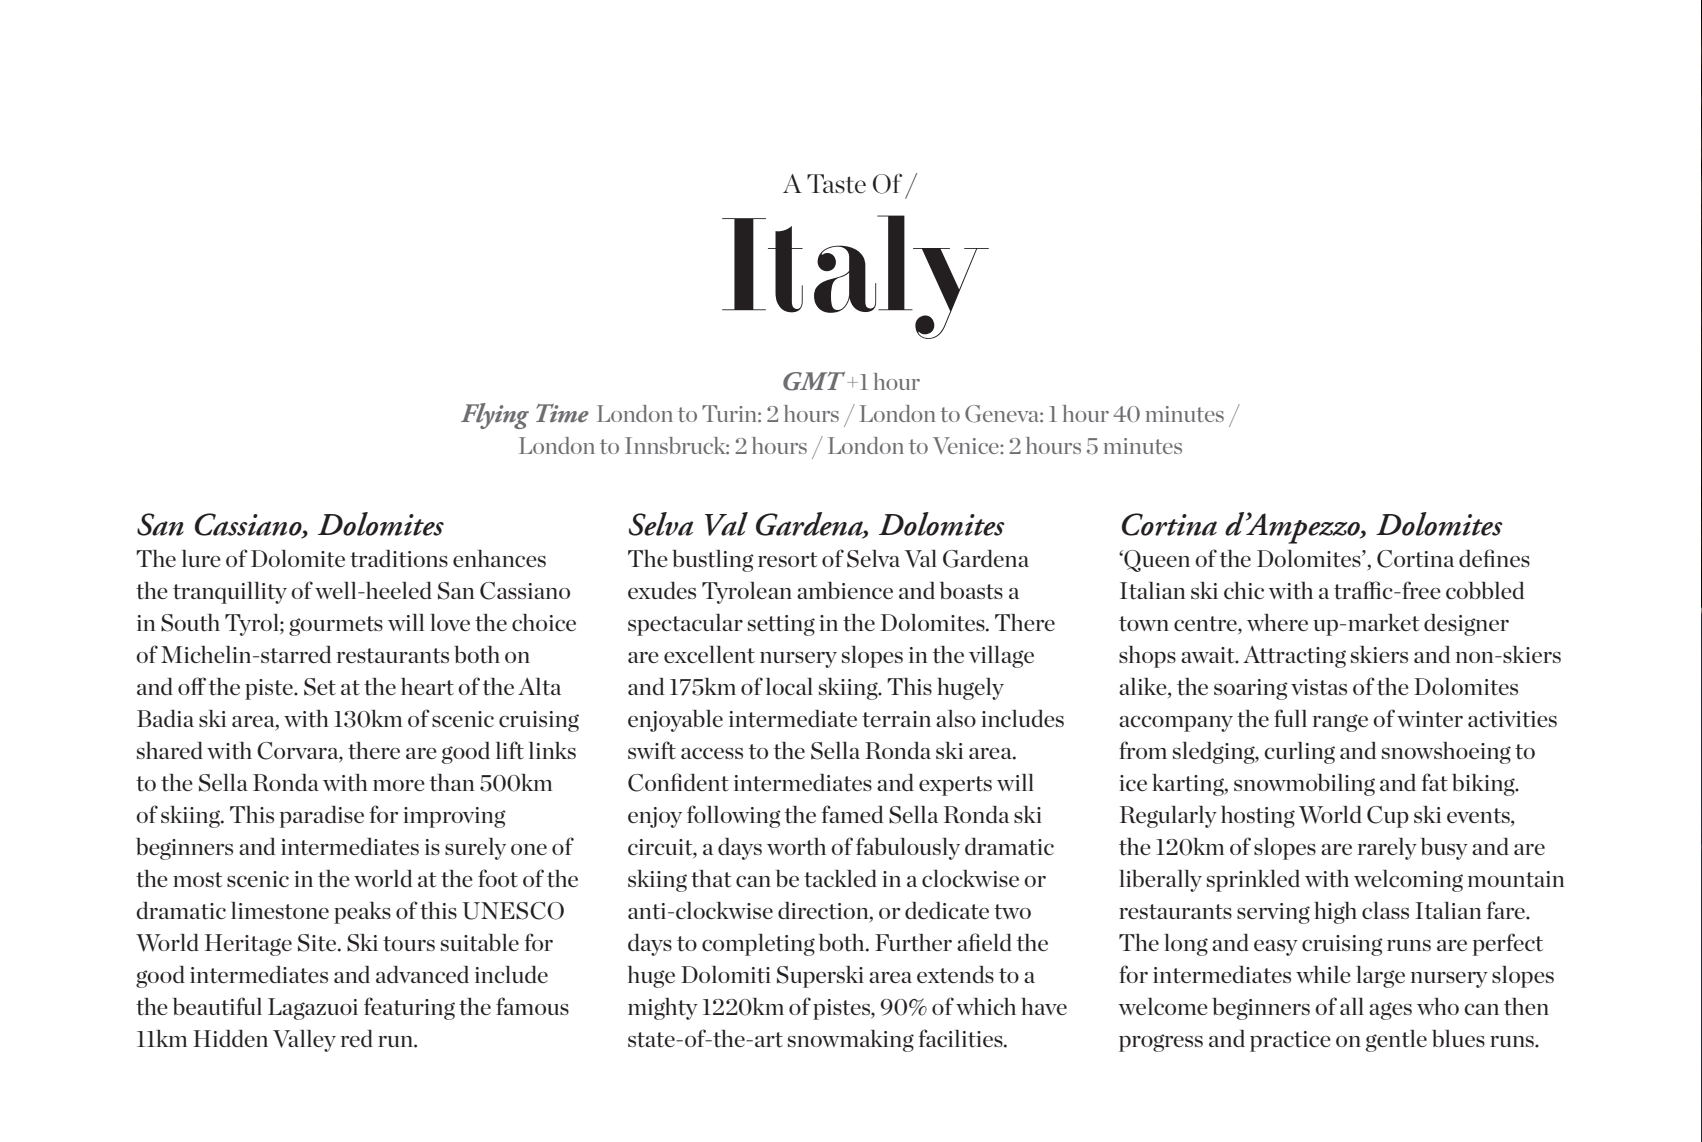 A Taste Of /
Italy
GMT +1 hour
Flying Time London to Turin: 2 hours / London to Geneva: 1 hour 40 minutes /
London to Innsbruck: 2 hours / London to Venice: 2 hours 5 minutes
San Cassiano, Dolomites
The lure of Dolomite traditions enhances
the tranquillity of well-heeled San Cassiano
in South Tyrol; gourmets will love the choice
of Michelin-starred restaurants both on
and off the piste. Set at the heart of the Alta
Badia ski area, with 130km of scenic cruising
shared with Corvara, there are good lift links
to the Sella Ronda with more than 500km
of skiing. This paradise for improving
beginners and intermediates is surely one of
the most scenic in the world at the foot of the
dramatic limestone peaks of this UNESCO
World Heritage Site. Ski tours suitable for
good intermediates and advanced include
the beautiful Lagazuoi featuring the famous
11km Hidden Valley red run.
Selva Val Gardena, Dolomites
The bustling resort of Selva Val Gardena
exudes Tyrolean ambience and boasts a
spectacular setting in the Dolomites. There
are excellent nursery slopes in the village
and 175km of local skiing. This hugely
enjoyable intermediate terrain also includes
swift access to the Sella Ronda ski area.
Confident intermediates and experts will
enjoy following the famed Sella Ronda ski
circuit, a days worth of fabulously dramatic
skiing that can be tackled in a clockwise or
anti-clockwise direction, or dedicate two
days to completing both. Further afield the
huge Dolomiti Superski area extends to a
mighty 1220km of pistes, 90% of which have
state-of-the-art snowmaking facilities.
Cortina d'Ampezzo, Dolomites
‘Queen of the Dolomites’, Cortina defines
Italian ski chic with a traffic-free cobbled
town centre, where up-market designer
shops await. Attracting skiers and non-skiers
alike, the soaring vistas of the Dolomites
accompany the full range of winter activities
from sledging, curling and snowshoeing to
ice karting, snowmobiling and fat biking.
Regularly hosting World Cup ski events,
the 120km of slopes are rarely busy and are
liberally sprinkled with welcoming mountain
restaurants serving high class Italian fare.
The long and easy cruising runs are perfect
for intermediates while large nursery slopes
welcome beginners of all ages who can then
progress and practice on gentle blues runs.